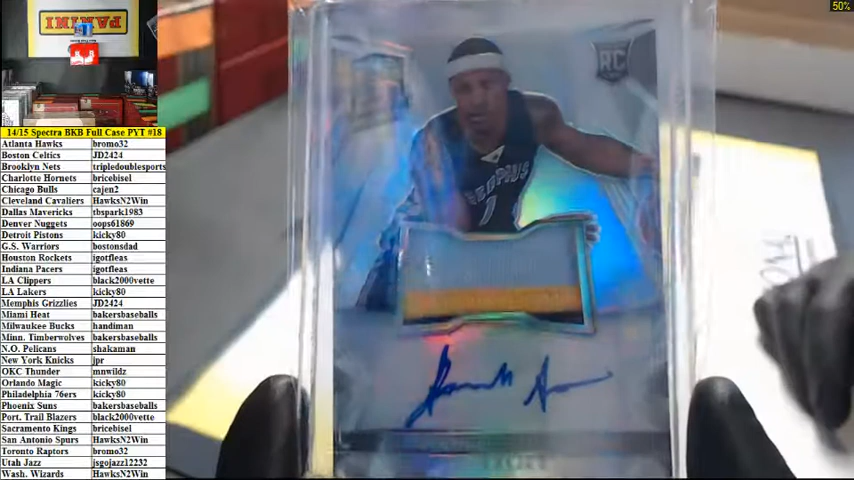 50%
PANINI
RC
MEMPHIS
1
14/15 Spectra BKB Full Case PYT #18
Atlanta Hawks bromo32
Boston Celtics JD2424
Brooklyn Nets tripledoublesports
Charlotte Hornets bricebisel
Chicago Bulls cajen2
Cleveland Cavaliers HawksN2Win
Dallas Mavericks tbspark1983
Denver Nuggets oops61869
Detroit Pistons kicky80
G.S. Warriors bostonsdad
Houston Rockets igotfleas
Indiana Pacers igotfleas
LA Clippers black2000vette
LA Lakers kicky80
Memphis Grizzlies JD2424
Miami Heat bakersbaseballs
Milwaukee Bucks handiman
Minn. Timberwolves bakersbaseballs
N.O. Pelicans shakaman
New York Knicks jpr
OKC Thunder mnwildz
Orlando Magic kicky80
Philadelphia 76ers kicky80
Phoenix Suns bakersbaseballs
Port. Trail Blazers black2000vette
Sacramento Kings bricebisel
San Antonio Spurs HawksN2Win
Toronto Raptors bromo32
Utah Jazz jsgojazz12232
Wash. Wizards HawksN2Win